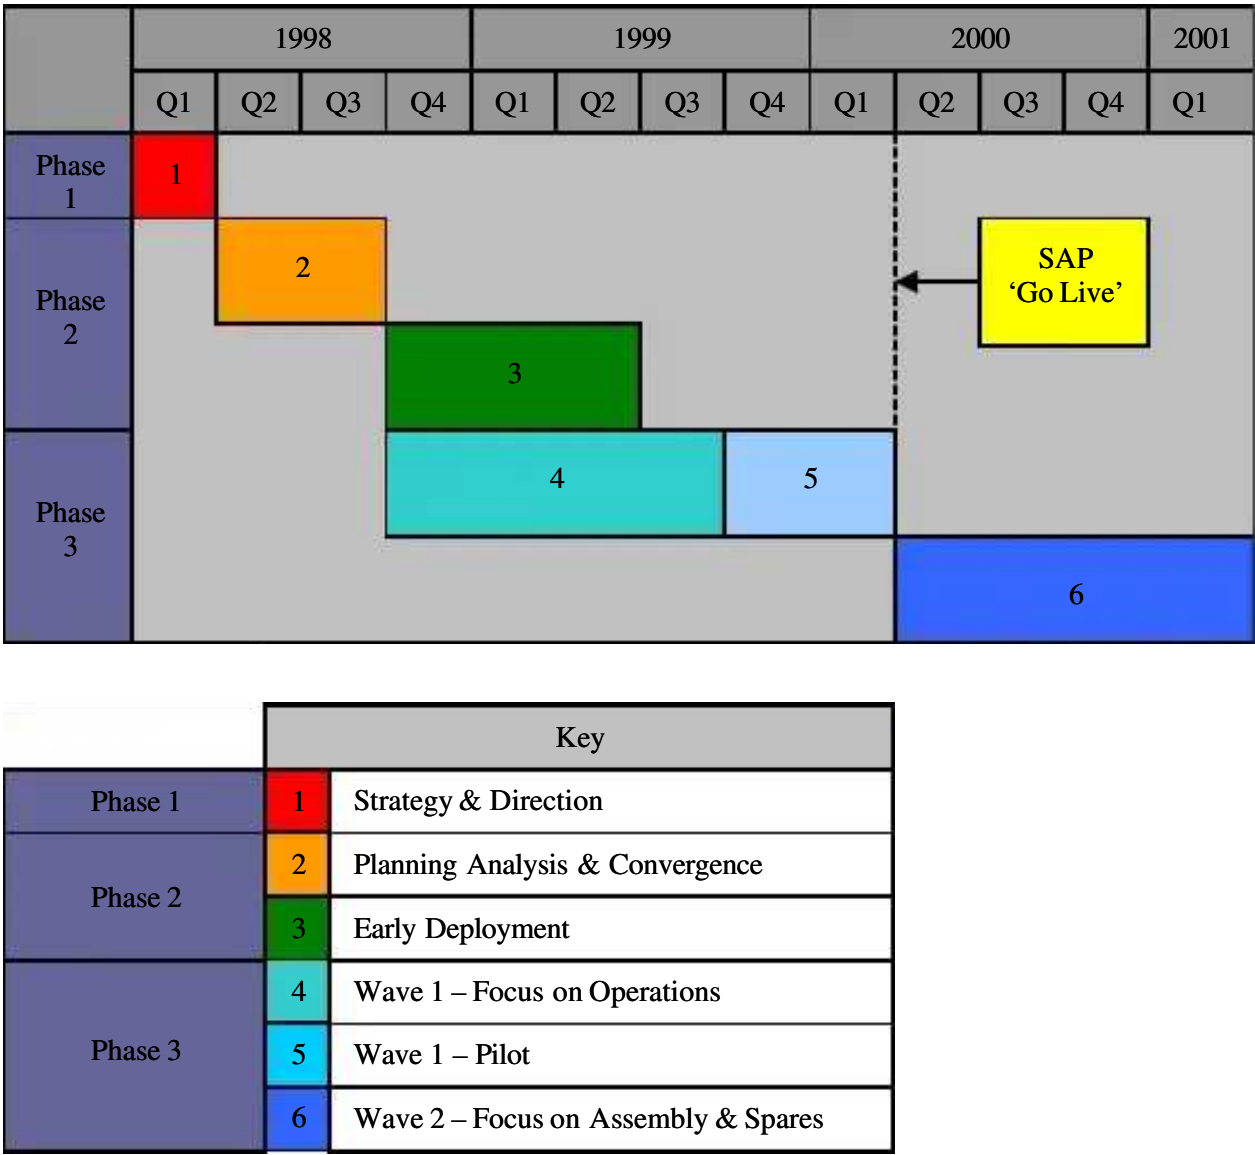 1998 1999 2000 2001
Q1 Q2 Q3 Q4 Q1 Q2 Q3 Q4 Q1 Q2 Q3 Q4 Q1
Phase
1
1
Phase
2
2
SAP
‘Go Live’
3
Phase
3
4
5
6
Key
Phase 1
1 Strategy & Direction
Phase 2
2 Planning Analysis & Convergence
3 Early Deployment
Phase 3
4 Wave 1 – Focus on Operations
5 Wave 1 – Pilot
6 Wave 2 – Focus on Assembly & Spares